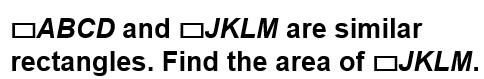 ▭ABCD and ▭JKLM are similar
rectangles. Find the area of ▭JKLM.